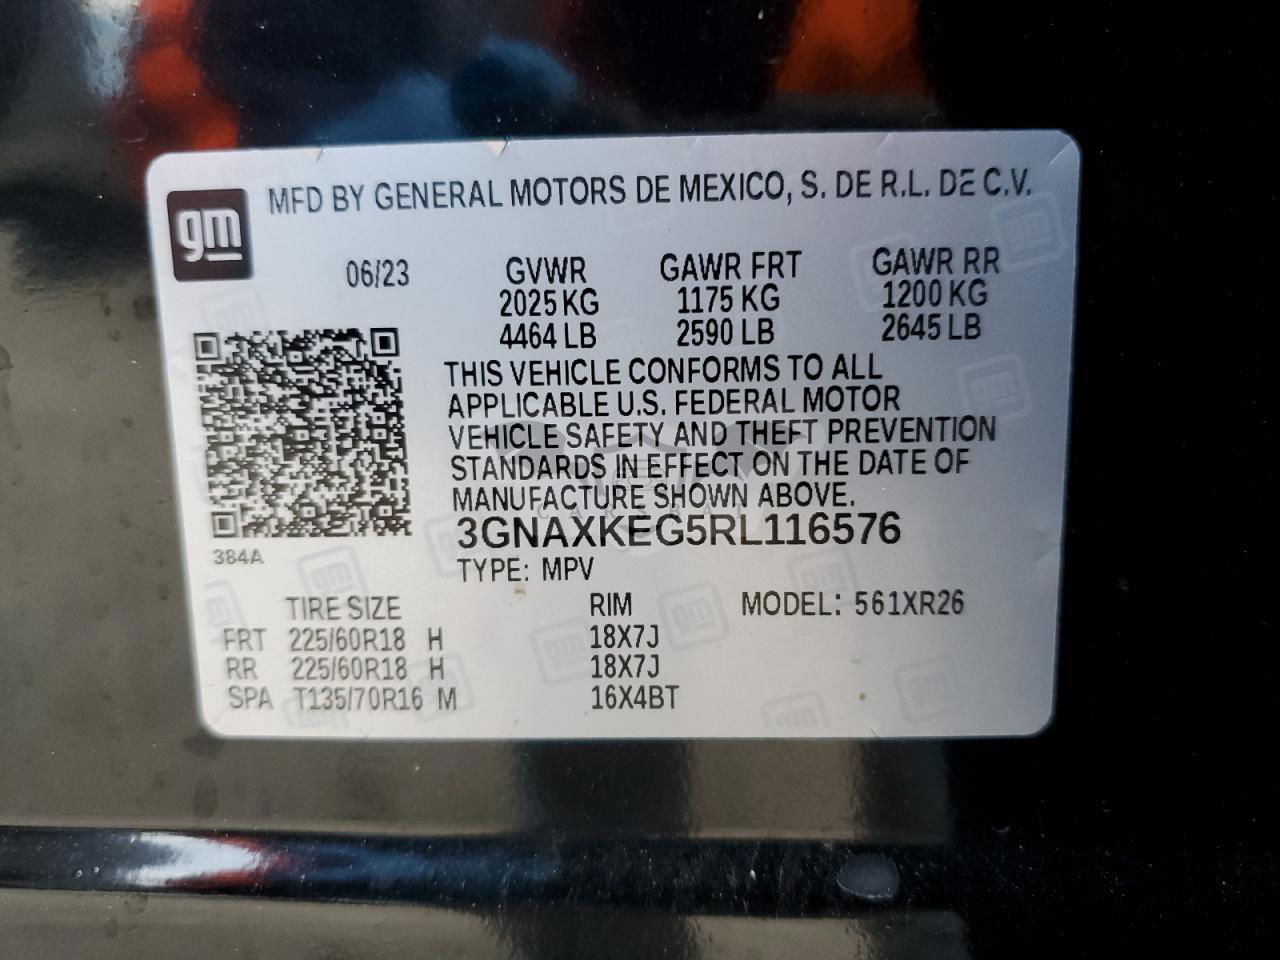 gm
MFD BY GENERAL MOTORS DE MEXICO, S. DE R.L. DE C.V.
06/23 GVWR GAWR FRT GAWR RR
2025 KG 1175 KG 1200 KG
4464 LB 2590 LB 2645 LB
THIS VEHICLE CONFORMS TO ALL
APPLICABLE U.S. FEDERAL MOTOR
VEHICLE SAFETY AND THEFT PREVENTION
STANDARDS IN EFFECT ON THE DATE OF
MANUFACTURE SHOWN ABOVE.
3GNAXKEG5RL116576
384A
TYPE: MPV
TIRE SIZE RIM MODEL: 561XR26
FRT 225/60R18 H 18X7J
RR 225/60R18 H 18X7J
SPA T135/70R16 M 16X4BT